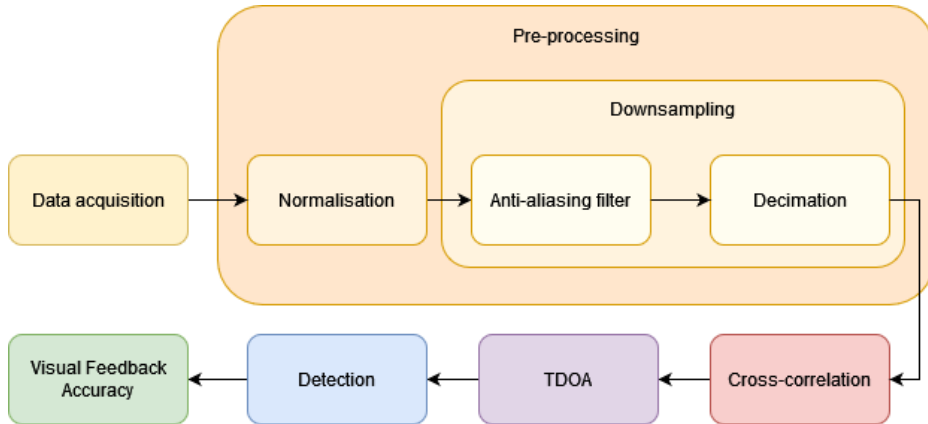 Pre-processing
Downsampling
Data acquisition
Normalisation
Anti-aliasing filter
Decimation
Visual Feedback
Accuracy
Detection
TDOA
Cross-correlation